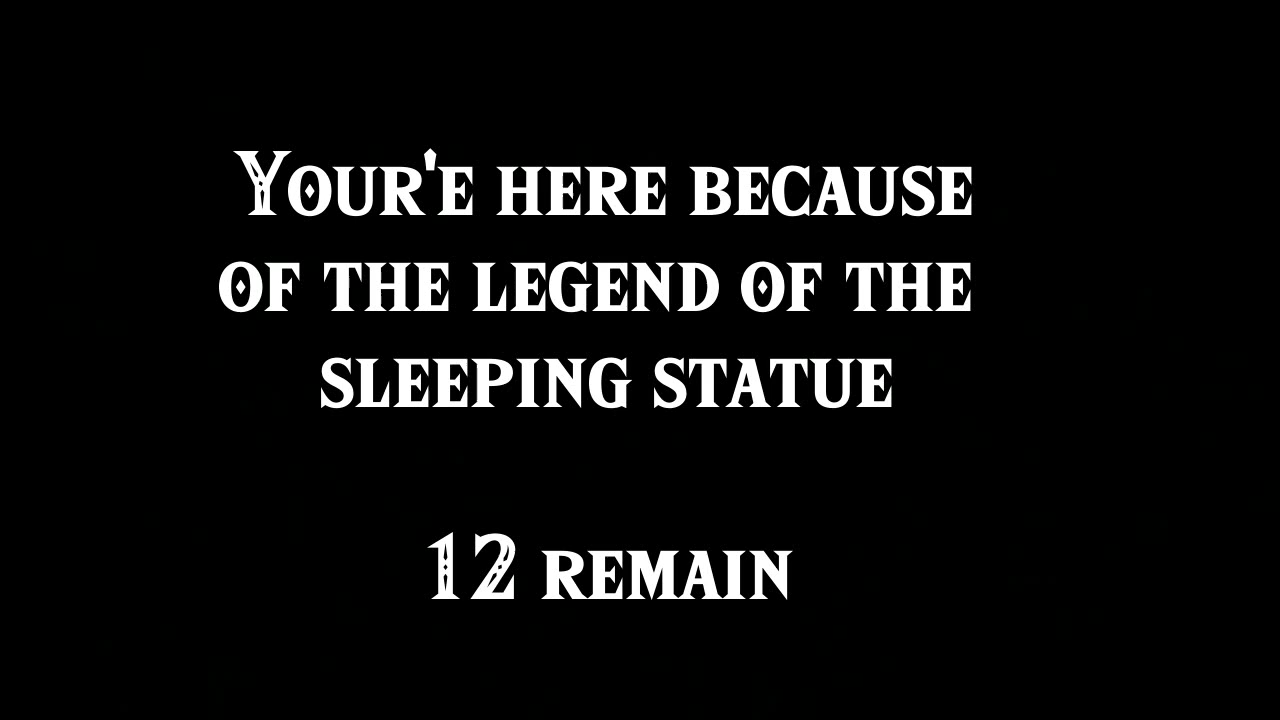 Your'e here because
of the legend of the
sleeping statue
12 remain